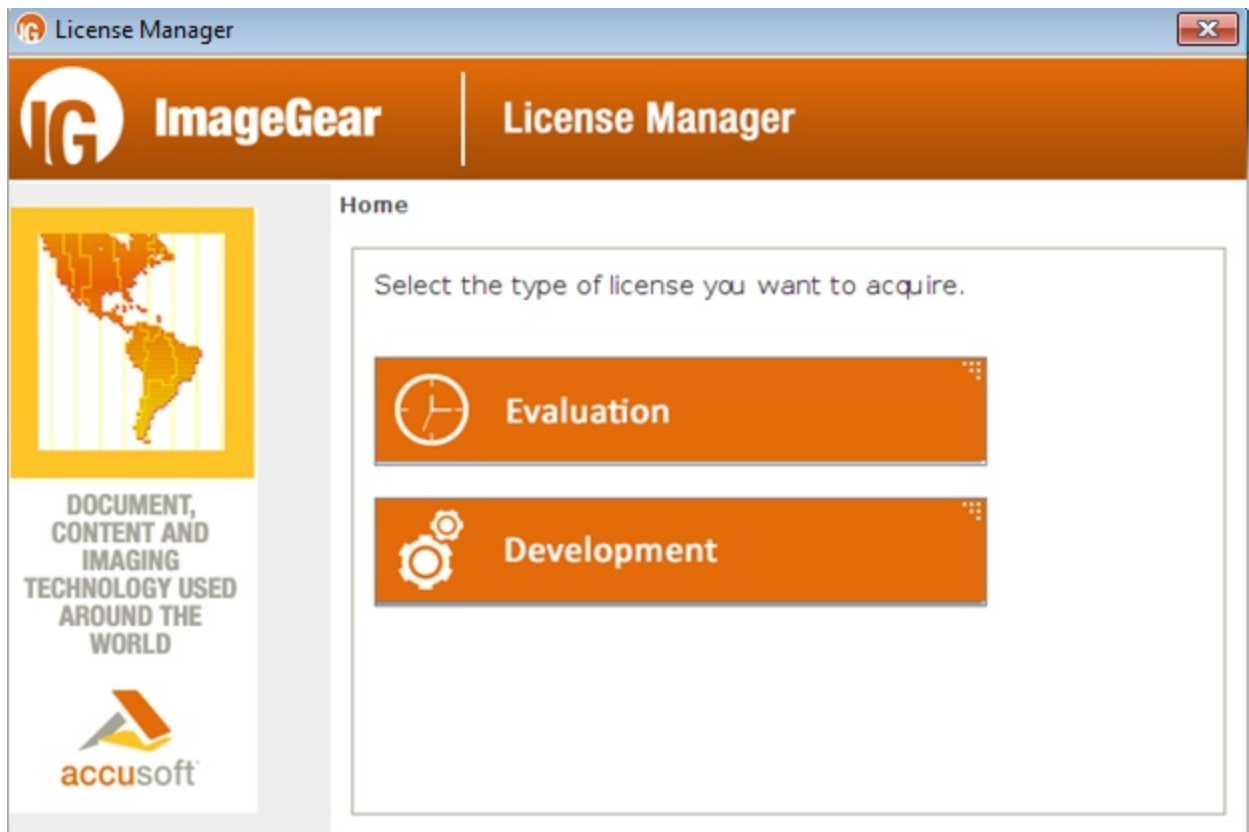 License Manager
IG ImageGear License Manager
Home
Select the type of license you want to acquire.
Evaluation
Development
DOCUMENT,
CONTENT AND
IMAGING
TECHNOLOGY USED
AROUND THE
WORLD
accusoft